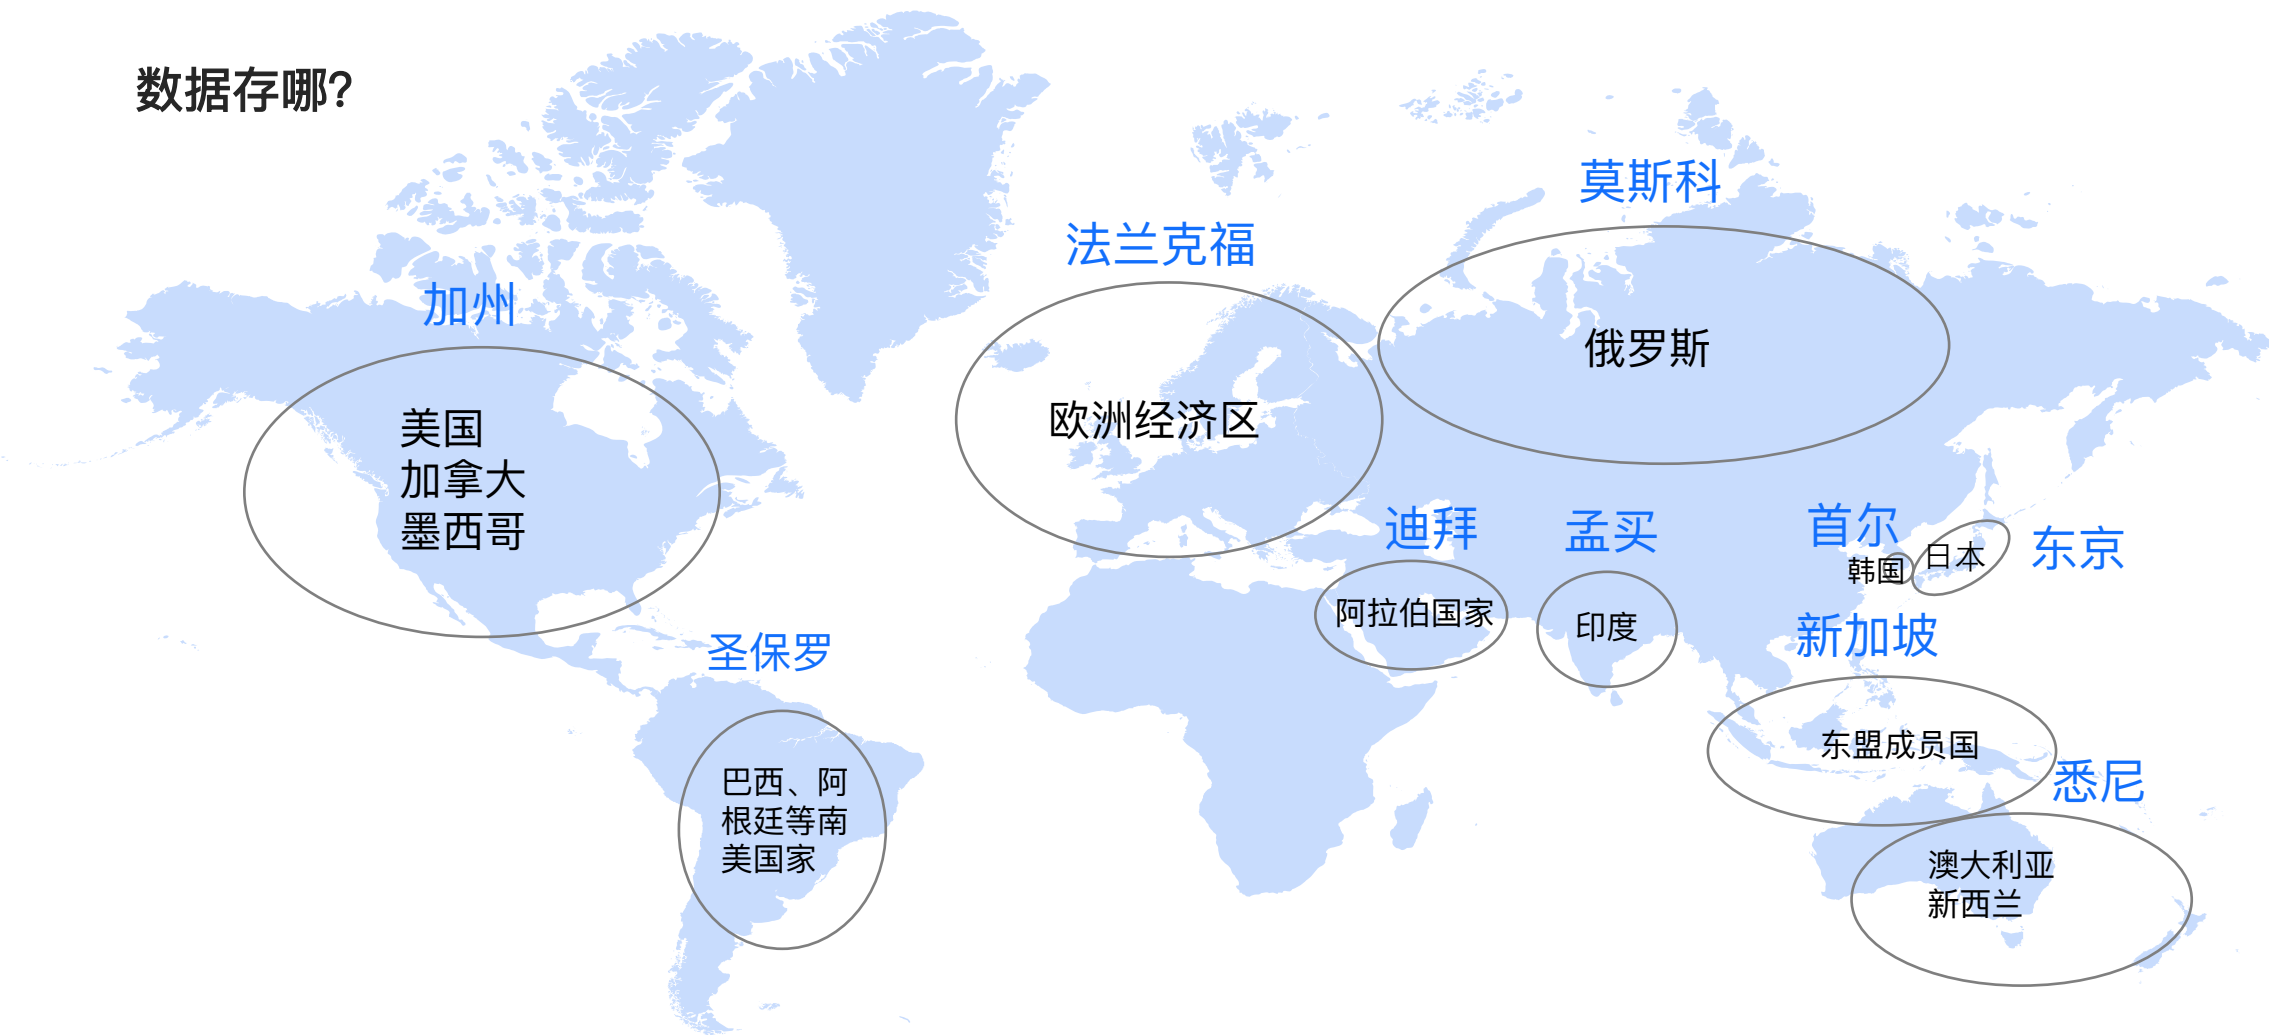 数据存哪?
莫斯科
法兰克福
加州
俄罗斯
美国
加拿大
墨西哥
欧洲经济区
迪拜
孟买
首尔
东京
韩国
日本
阿拉伯国家
印度
圣保罗
新加坡
巴西、阿
根廷等南
美国家
东盟成员国
悉尼
澳大利亚
新西兰